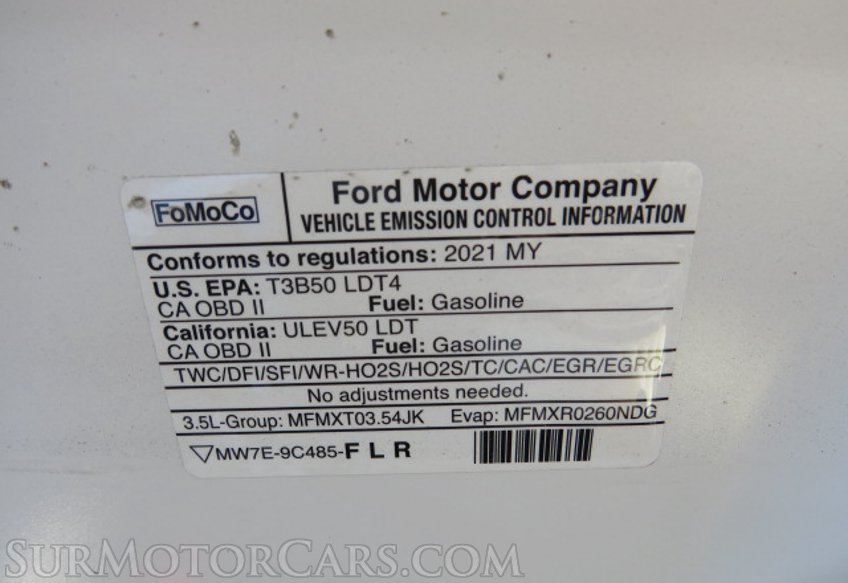 FoMoCo
Ford Motor Company
VEHICLE EMISSION CONTROL INFORMATION
Conforms to regulations: 2021 MY
U.S. EPA: T3B50 LDT4
CA OBD II Fuel: Gasoline
California: ULEV50 LDT
CA OBD II Fuel: Gasoline
TWC/DFI/SFI/WR-HO2S/HO2S/TC/CAC/EGR/EGRC
No adjustments needed.
3.5L-Group: MFMXT03.54JK Evap: MFMXR0260NDG
MW7E-9C485-F L R
SurMotorCars.com